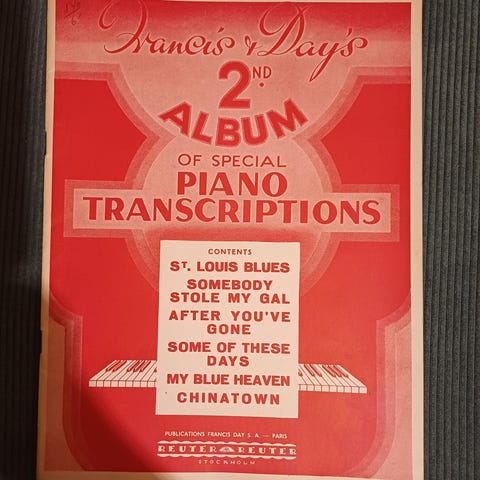 Francis & Day's
2ND.
ALBUM
OF SPECIAL
PIANO
TRANSCRIPTIONS
CONTENTS
ST. LOUIS BLUES
SOMEBODY
STOLE MY GAL
AFTER YOU'VE
GONE
SOME OF THESE
DAYS
MY BLUE HEAVEN
CHINATOWN
PUBLICATIONS FRANCIS DAY S. A. — PARIS
REUTER & REUTER
STOCKHOLM